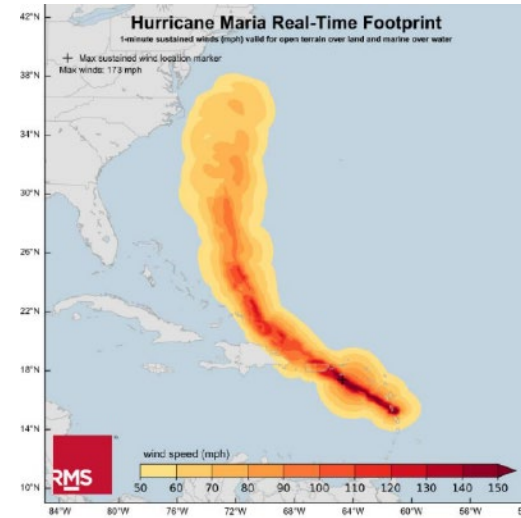 Hurricane Maria Real-Time Footprint
1-minute sustained winds (mph) valid for open terrain over land and marine over water
+ Max sustained wind location marker
Max winds: 173 mph
42°N
38°N
34°N
30°N
26°N
22°N
18°N
14°N
10°N
wind speed (mph)
50 60 70 80 90 100 110 120 130 140 150
RMS
84°W 80°W 76°W 72°W 68°W 64°W 60°W 56°W